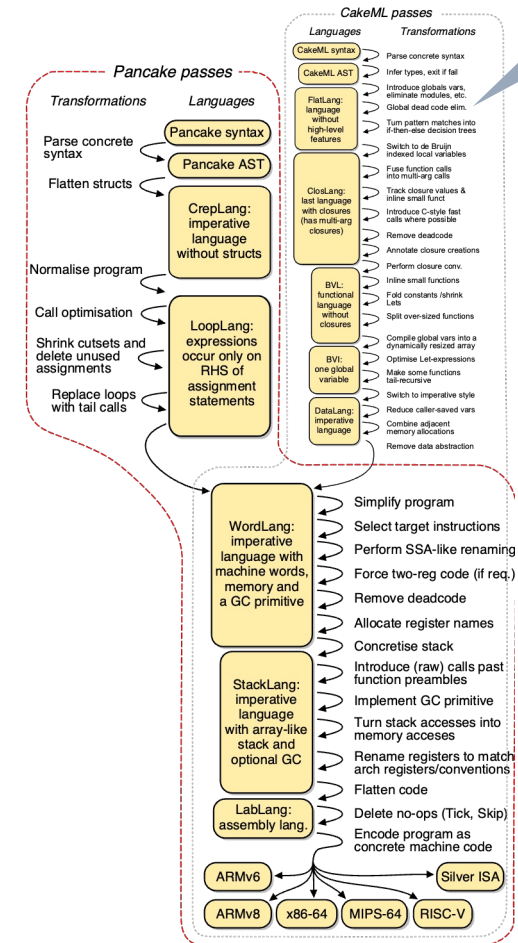 CakeML passes
Languages
Transformations
CakeML syntax
Parse concrete syntax
CakeML AST
Infer types, exit if fail
Introduce globals vars,
eliminate modules, etc.
FlatLang:
language
without
high-level
features
Global dead code elim.
Turn pattern matches into
if-then-else decision trees
Switch to de Bruijn
indexed local variables
ClosLang:
last language
with closures
(has multi-arg
closures)
Fuse function calls
into multi-arg calls
Track closure values &
inline small funct
Introduce C-style fast
calls where possible
Remove deadcode
Annotate closure creations
Perform closure conv.
BVL:
functional
language
without
closures
Inline small functions
Fold constants /shrink
Lets
Split over-sized functions
Compile global vars into a
dynamically resized array
BVI:
one global
variable
Optimise Let-expressions
Make some functions
tail-recursive
Switch to imperative style
DataLang:
imperative
language
Reduce caller-saved vars
Combine adjacent
memory allocations
Remove data abstraction
Pancake passes
Transformations
Languages
Pancake syntax
Parse concrete
syntax
Pancake AST
Flatten structs
CrepLang:
imperative
language
without structs
Normalise program
Call optimisation
LoopLang:
expressions
occur only on
RHS of
assignment
statements
Shrink cutsets and
delete unused
assignments
Replace loops
with tail calls
WordLang:
imperative
language with
machine words,
memory and
a GC primitive
Simplify program
Select target instructions
Perform SSA-like renaming
Force two-reg code (if req.)
Remove deadcode
Allocate register names
Concretise stack
StackLang:
imperative
language
with array-like
stack and
optional GC
Introduce (raw) calls past
function preambles
Implement GC primitive
Turn stack accesses into
memory acceses
Rename registers to match
arch registers/conventions
Flatten code
LabLang:
assembly lang.
Delete no-ops (Tick, Skip)
Encode program as
concrete machine code
ARMv6
Silver ISA
ARMv8
x86-64
MIPS-64
RISC-V